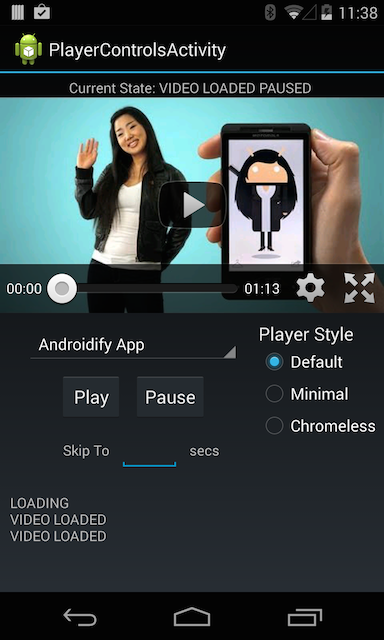 11:38
PlayerControlsActivity
Current State: VIDEO LOADED PAUSED
00:00
01:13
Androidify App
Player Style
Default
Play
Pause
Minimal
Chromeless
Skip To
secs
LOADING
VIDEO LOADED
VIDEO LOADED